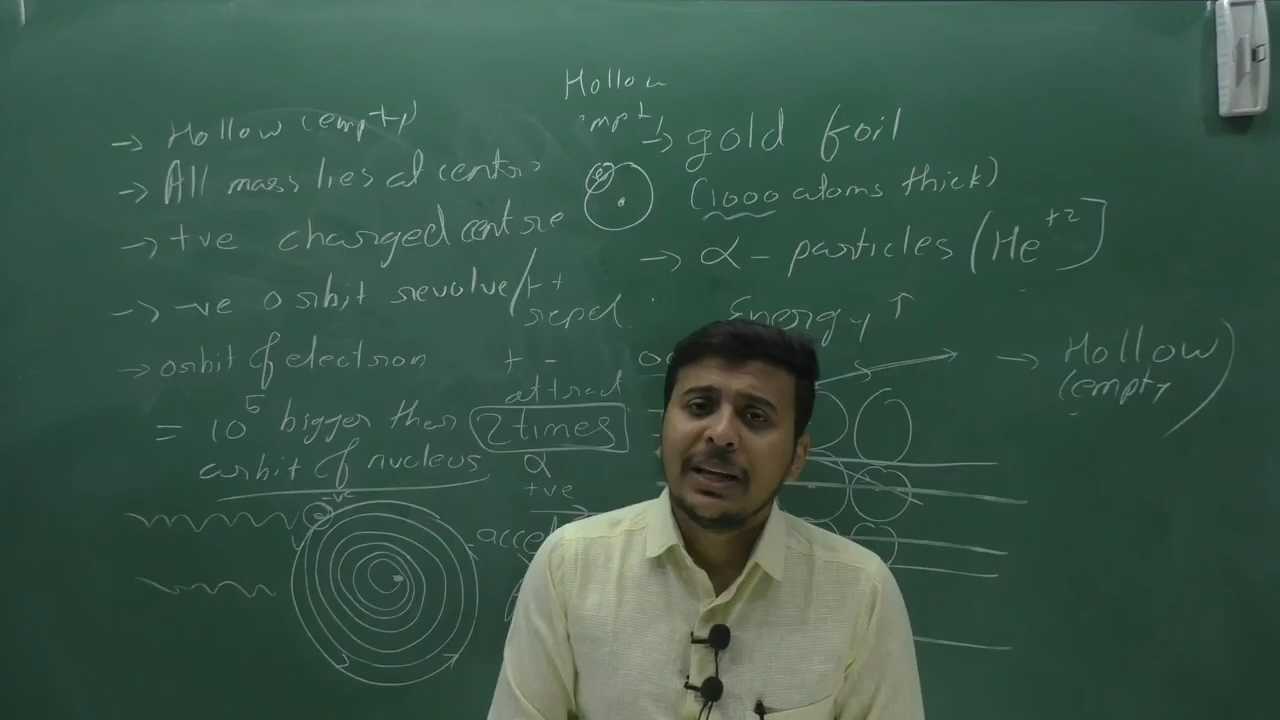 → Hollow (empty)
→ All mass lies at centre
→ +ve charged centre
→ -ve orbit revolve
→ orbit of electron
= 10⁵ bigger then
orbit of nucleus
Hollow
empty
+ +
repel
+ -
attract
2 times
α
+ve
→ gold foil
(1000 atoms thick)
→ α - particles (He⁺²)
Energy ↑
→ Hollow
(empty)